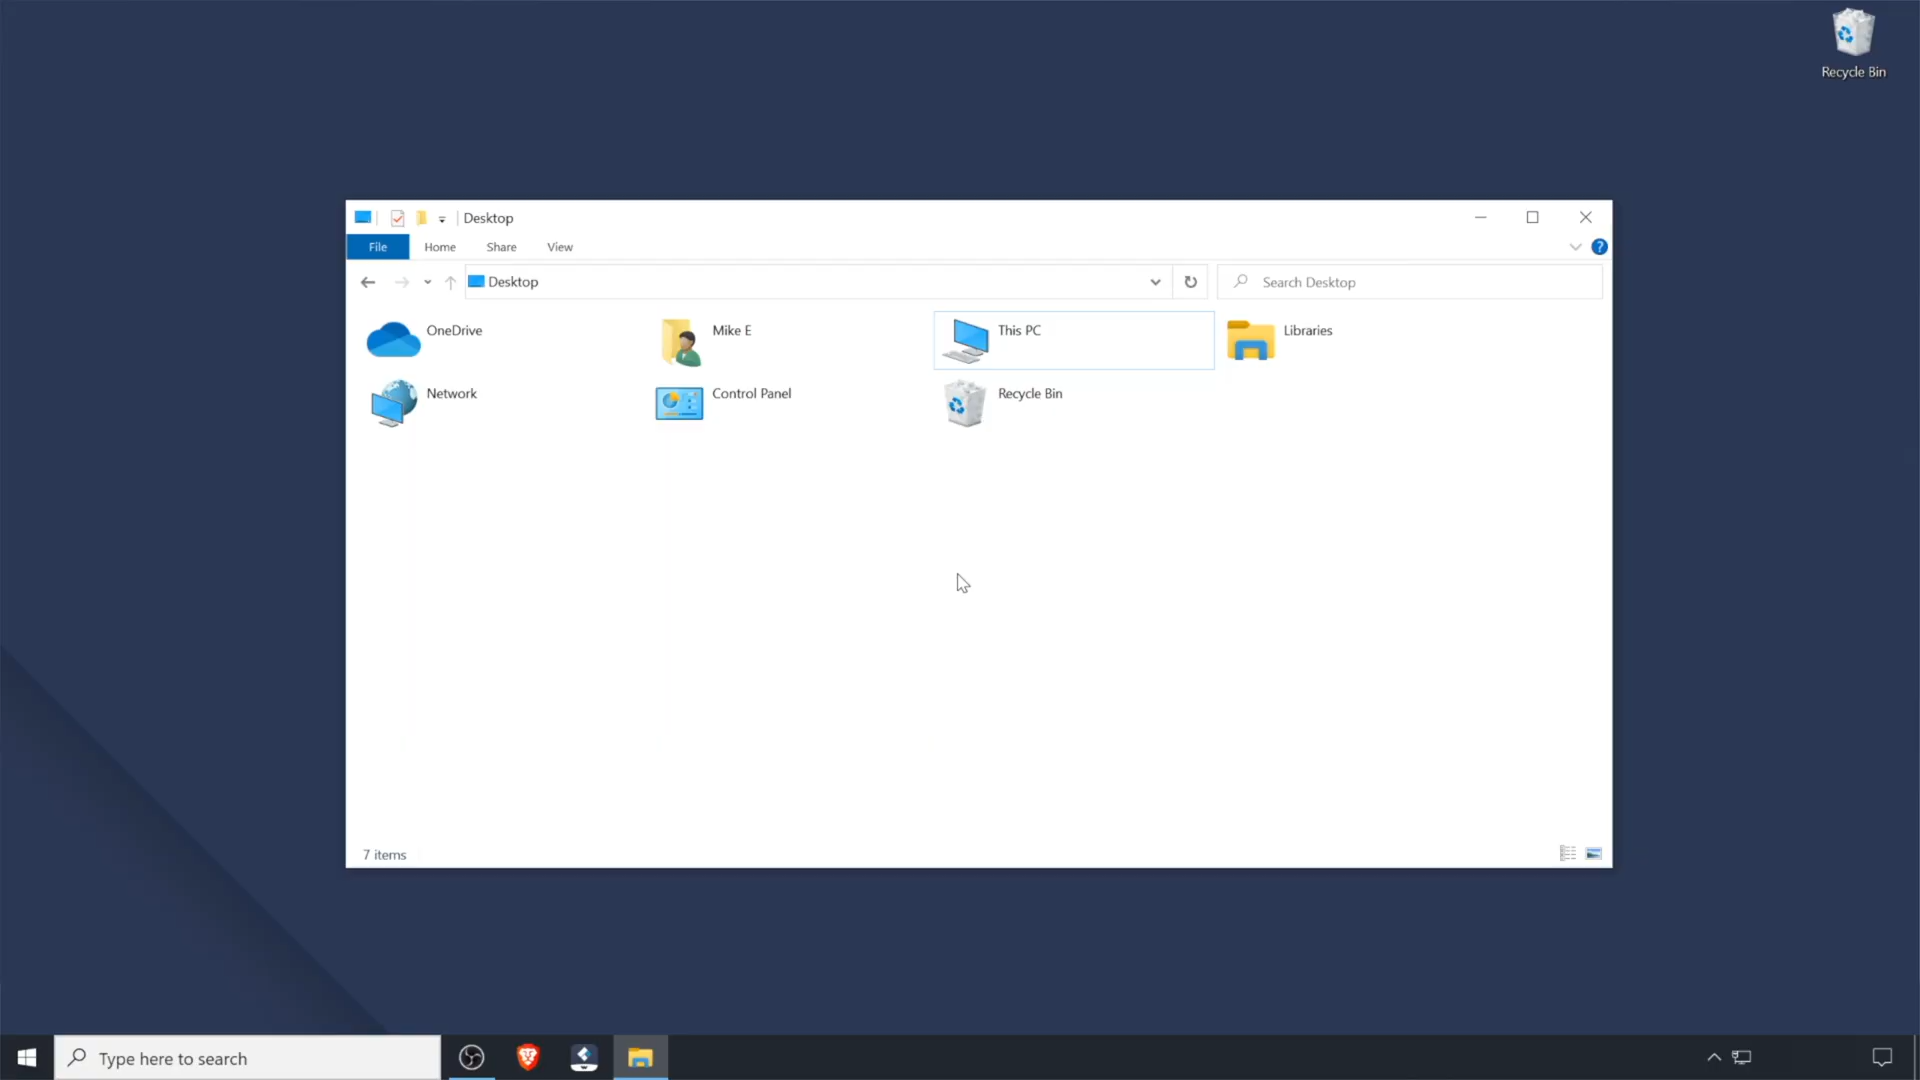 Recycle Bin
Desktop
File Home Share View
Desktop
Search Desktop
OneDrive
Mike E
This PC
Libraries
Network
Control Panel
Recycle Bin
7 items
Type here to search